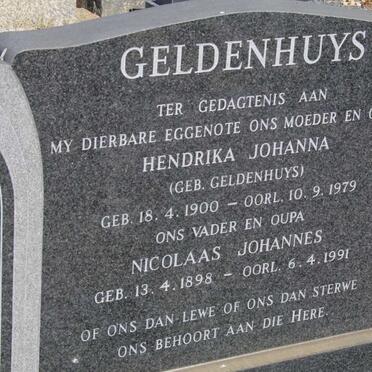 GELDENHUYS
TER GEDAGTENIS AAN
MY DIERBARE EGGENOTE ONS MOEDER EN
HENDRIKA JOHANNA
(GEB. GELDENHUYS)
GEB. 18.4.1900 — OORL. 10.9.1979
ONS VADER EN OUPA
NICOLAAS JOHANNES
GEB. 13.4.1898 — OORL. 6.4.1991
OF ONS DAN LEWE OF ONS DAN STERWE
ONS BEHOORT AAN DIE HERE.